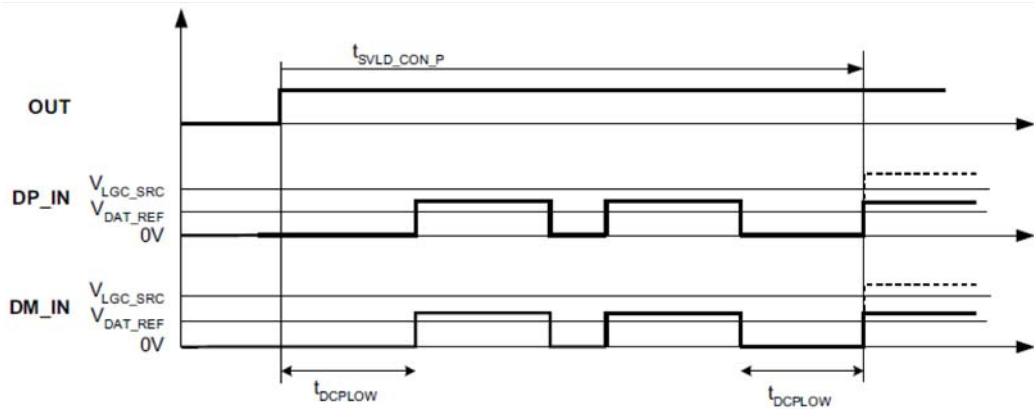 tSVLD_CON_P
OUT
DP_IN
VLGC_SRC
VDAT_REF
0V
DM_IN
VLGC_SRC
VDAT_REF
0V
tDCPLOW
tDCPLOW